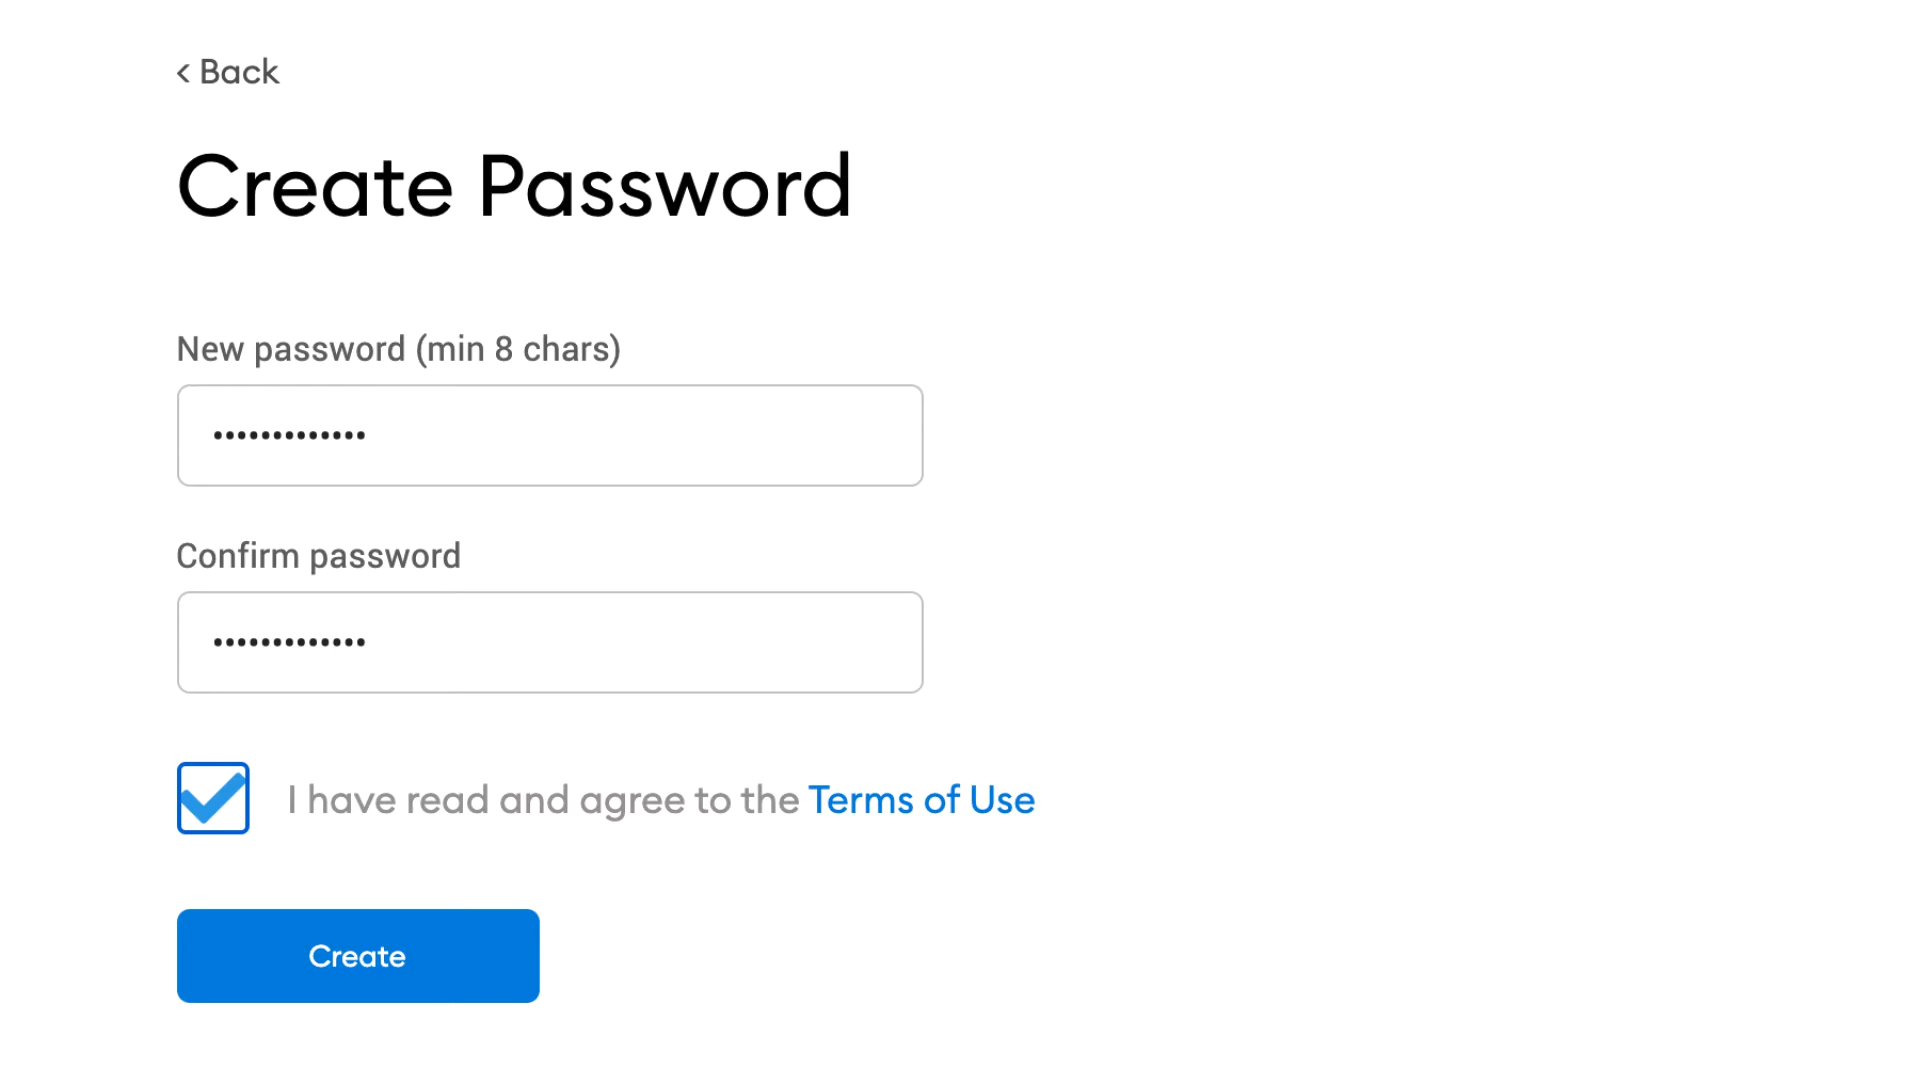 < Back
Create Password
New password (min 8 chars)
•••••••••••••
Confirm password
•••••••••••••
I have read and agree to the Terms of Use
Create